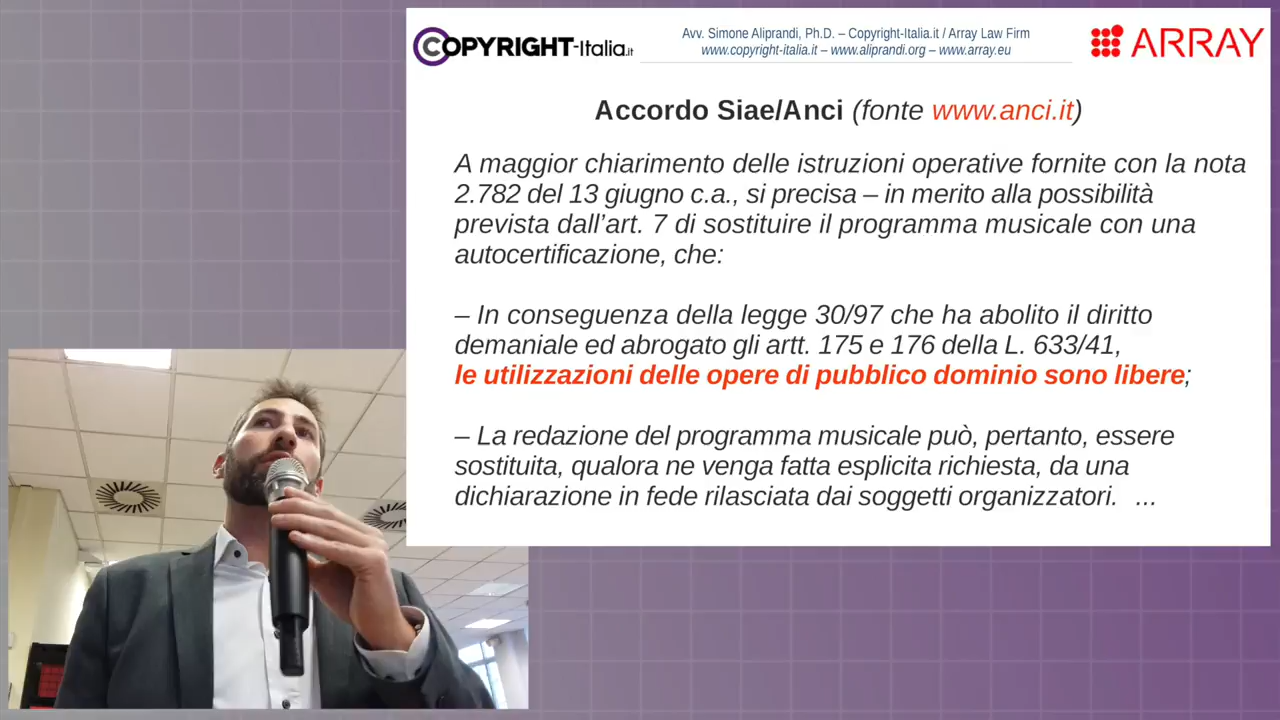 COPYRIGHT-Italia.it
Avv. Simone Aliprandi, Ph.D. – Copyright-Italia.it / Array Law Firm
www.copyright-italia.it – www.aliprandi.org – www.array.eu
ARRAY
Accordo Siae/Anci (fonte www.anci.it)
A maggior chiarimento delle istruzioni operative fornite con la nota
2.782 del 13 giugno c.a., si precisa – in merito alla possibilità
prevista dall’art. 7 di sostituire il programma musicale con una
autocertificazione, che:
– In conseguenza della legge 30/97 che ha abolito il diritto
demaniale ed abrogato gli artt. 175 e 176 della L. 633/41,
le utilizzazioni delle opere di pubblico dominio sono libere;
– La redazione del programma musicale può, pertanto, essere
sostituita, qualora ne venga fatta esplicita richiesta, da una
dichiarazione in fede rilasciata dai soggetti organizzatori. ...